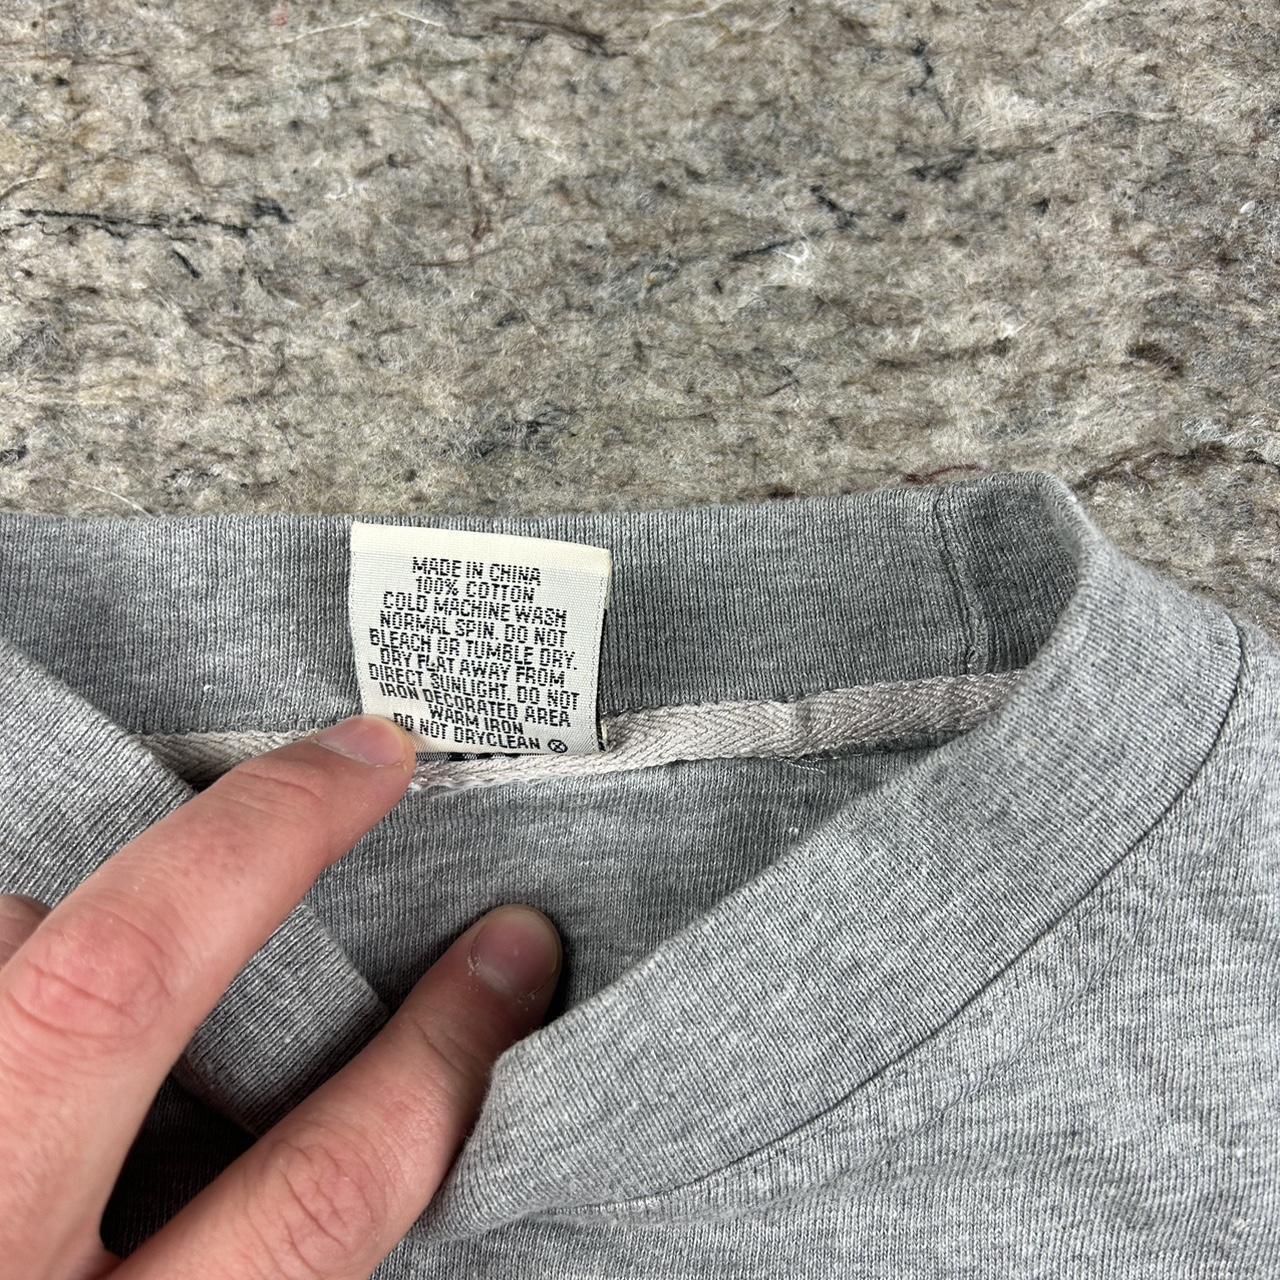 MADE IN CHINA
100% COTTON
COLD MACHINE WASH
NORMAL SPIN. DO NOT
BLEACH OR TUMBLE DRY.
DRY FLAT AWAY FROM
DIRECT SUNLIGHT. DO NOT
IRON DECORATED AREA
WARM IRON
DO NOT DRYCLEAN